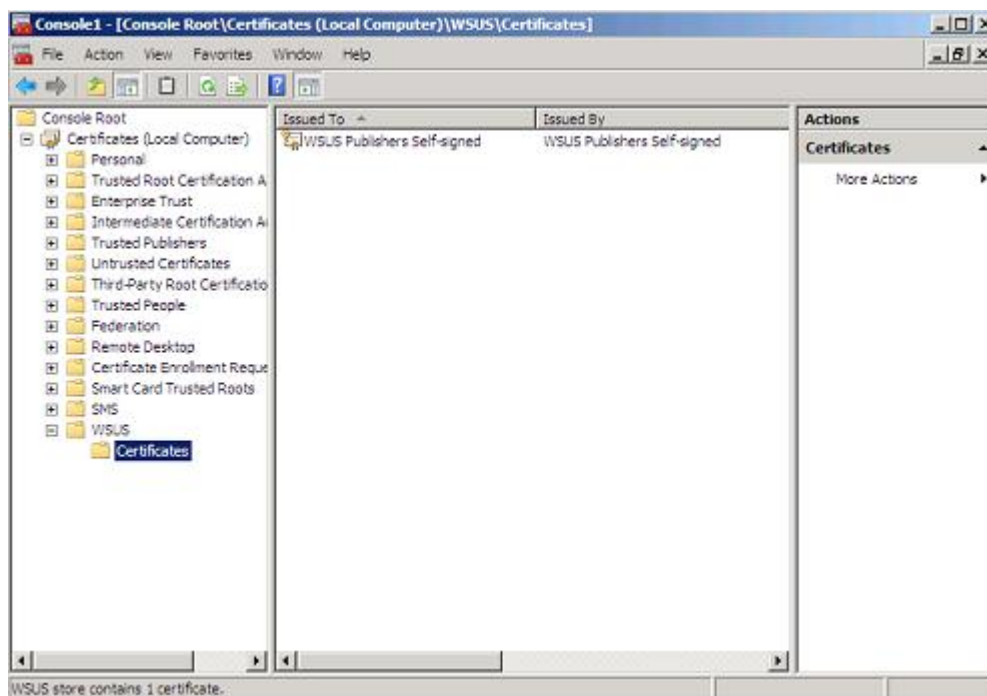 Console1 - [Console Root\Certificates (Local Computer)\WSUS\Certificates]
File Action View Favorites Window Help
Console Root
Certificates (Local Computer)
Personal
Trusted Root Certification A
Enterprise Trust
Intermediate Certification Au
Trusted Publishers
Untrusted Certificates
Third-Party Root Certificatio
Trusted People
Federation
Remote Desktop
Certificate Enrollment Reque
Smart Card Trusted Roots
SMS
WSUS
Certificates
Issued To Issued By
WSUS Publishers Self-signed WSUS Publishers Self-signed
Actions
Certificates
More Actions
WSUS store contains 1 certificate.